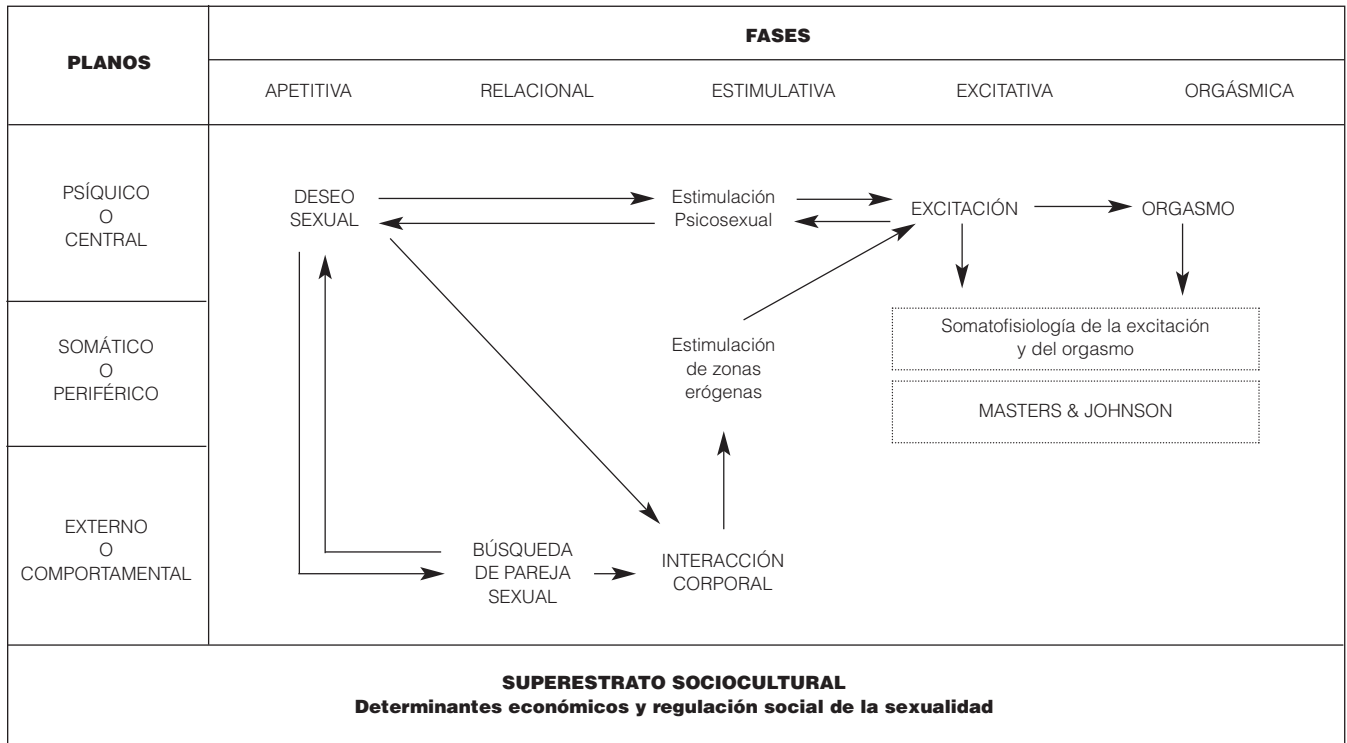 PLANOS
FASES
APETITIVA RELACIONAL ESTIMULATIVA EXCITATIVA ORGÁSMICA
PSÍQUICO
O
CENTRAL
DESEO
SEXUAL
Estimulación
Psicosexual
EXCITACIÓN
ORGASMO
SOMÁTICO
O
PERIFÉRICO
Estimulación
de zonas
erógenas
Somatofisiología de la excitación
y del orgasmo
MASTERS & JOHNSON
EXTERNO
O
COMPORTAMENTAL
BÚSQUEDA
DE PAREJA
SEXUAL
INTERACCIÓN
CORPORAL
SUPERESTRATO SOCIOCULTURAL
Determinantes económicos y regulación social de la sexualidad